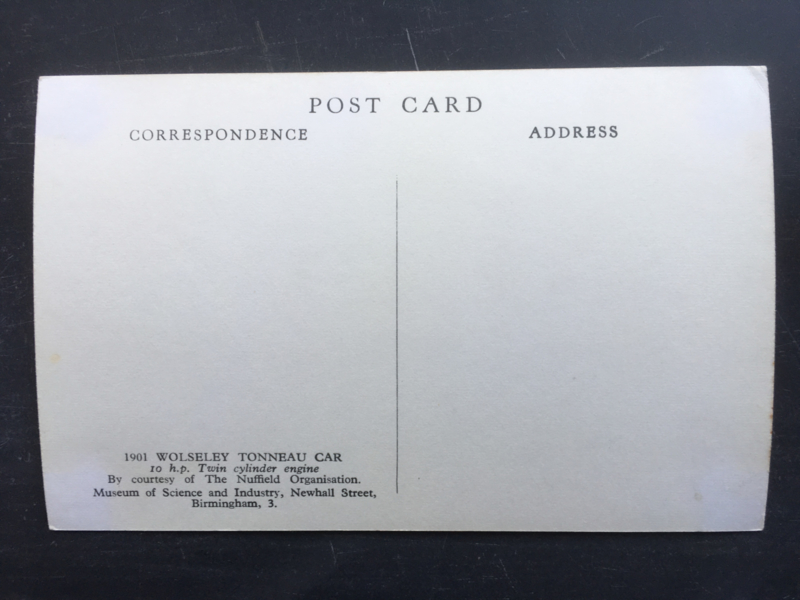 POST CARD
CORRESPONDENCE
ADDRESS
1901 WOLSELEY TONNEAU CAR
10 h.p. Twin cylinder engine
By courtesy of The Nuffield Organisation.
Museum of Science and Industry, Newhall Street,
Birmingham, 3.